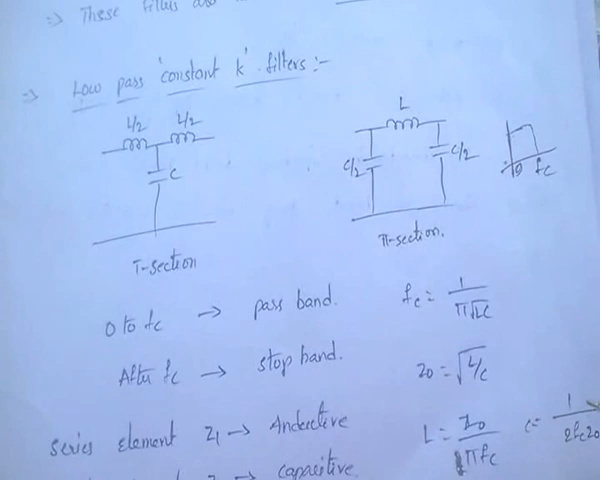 => These
=> Low pass 'constant k' filters :-
L/2 L/2 C
T-section
L C/2 C/2
π-section.
0 fc
0 to fc → pass band. fc = 1/π√LC
After fc → stop band. Z0 = √L/C
Series element Z1 → Inductive L = Z0/πfc
→ capacitive